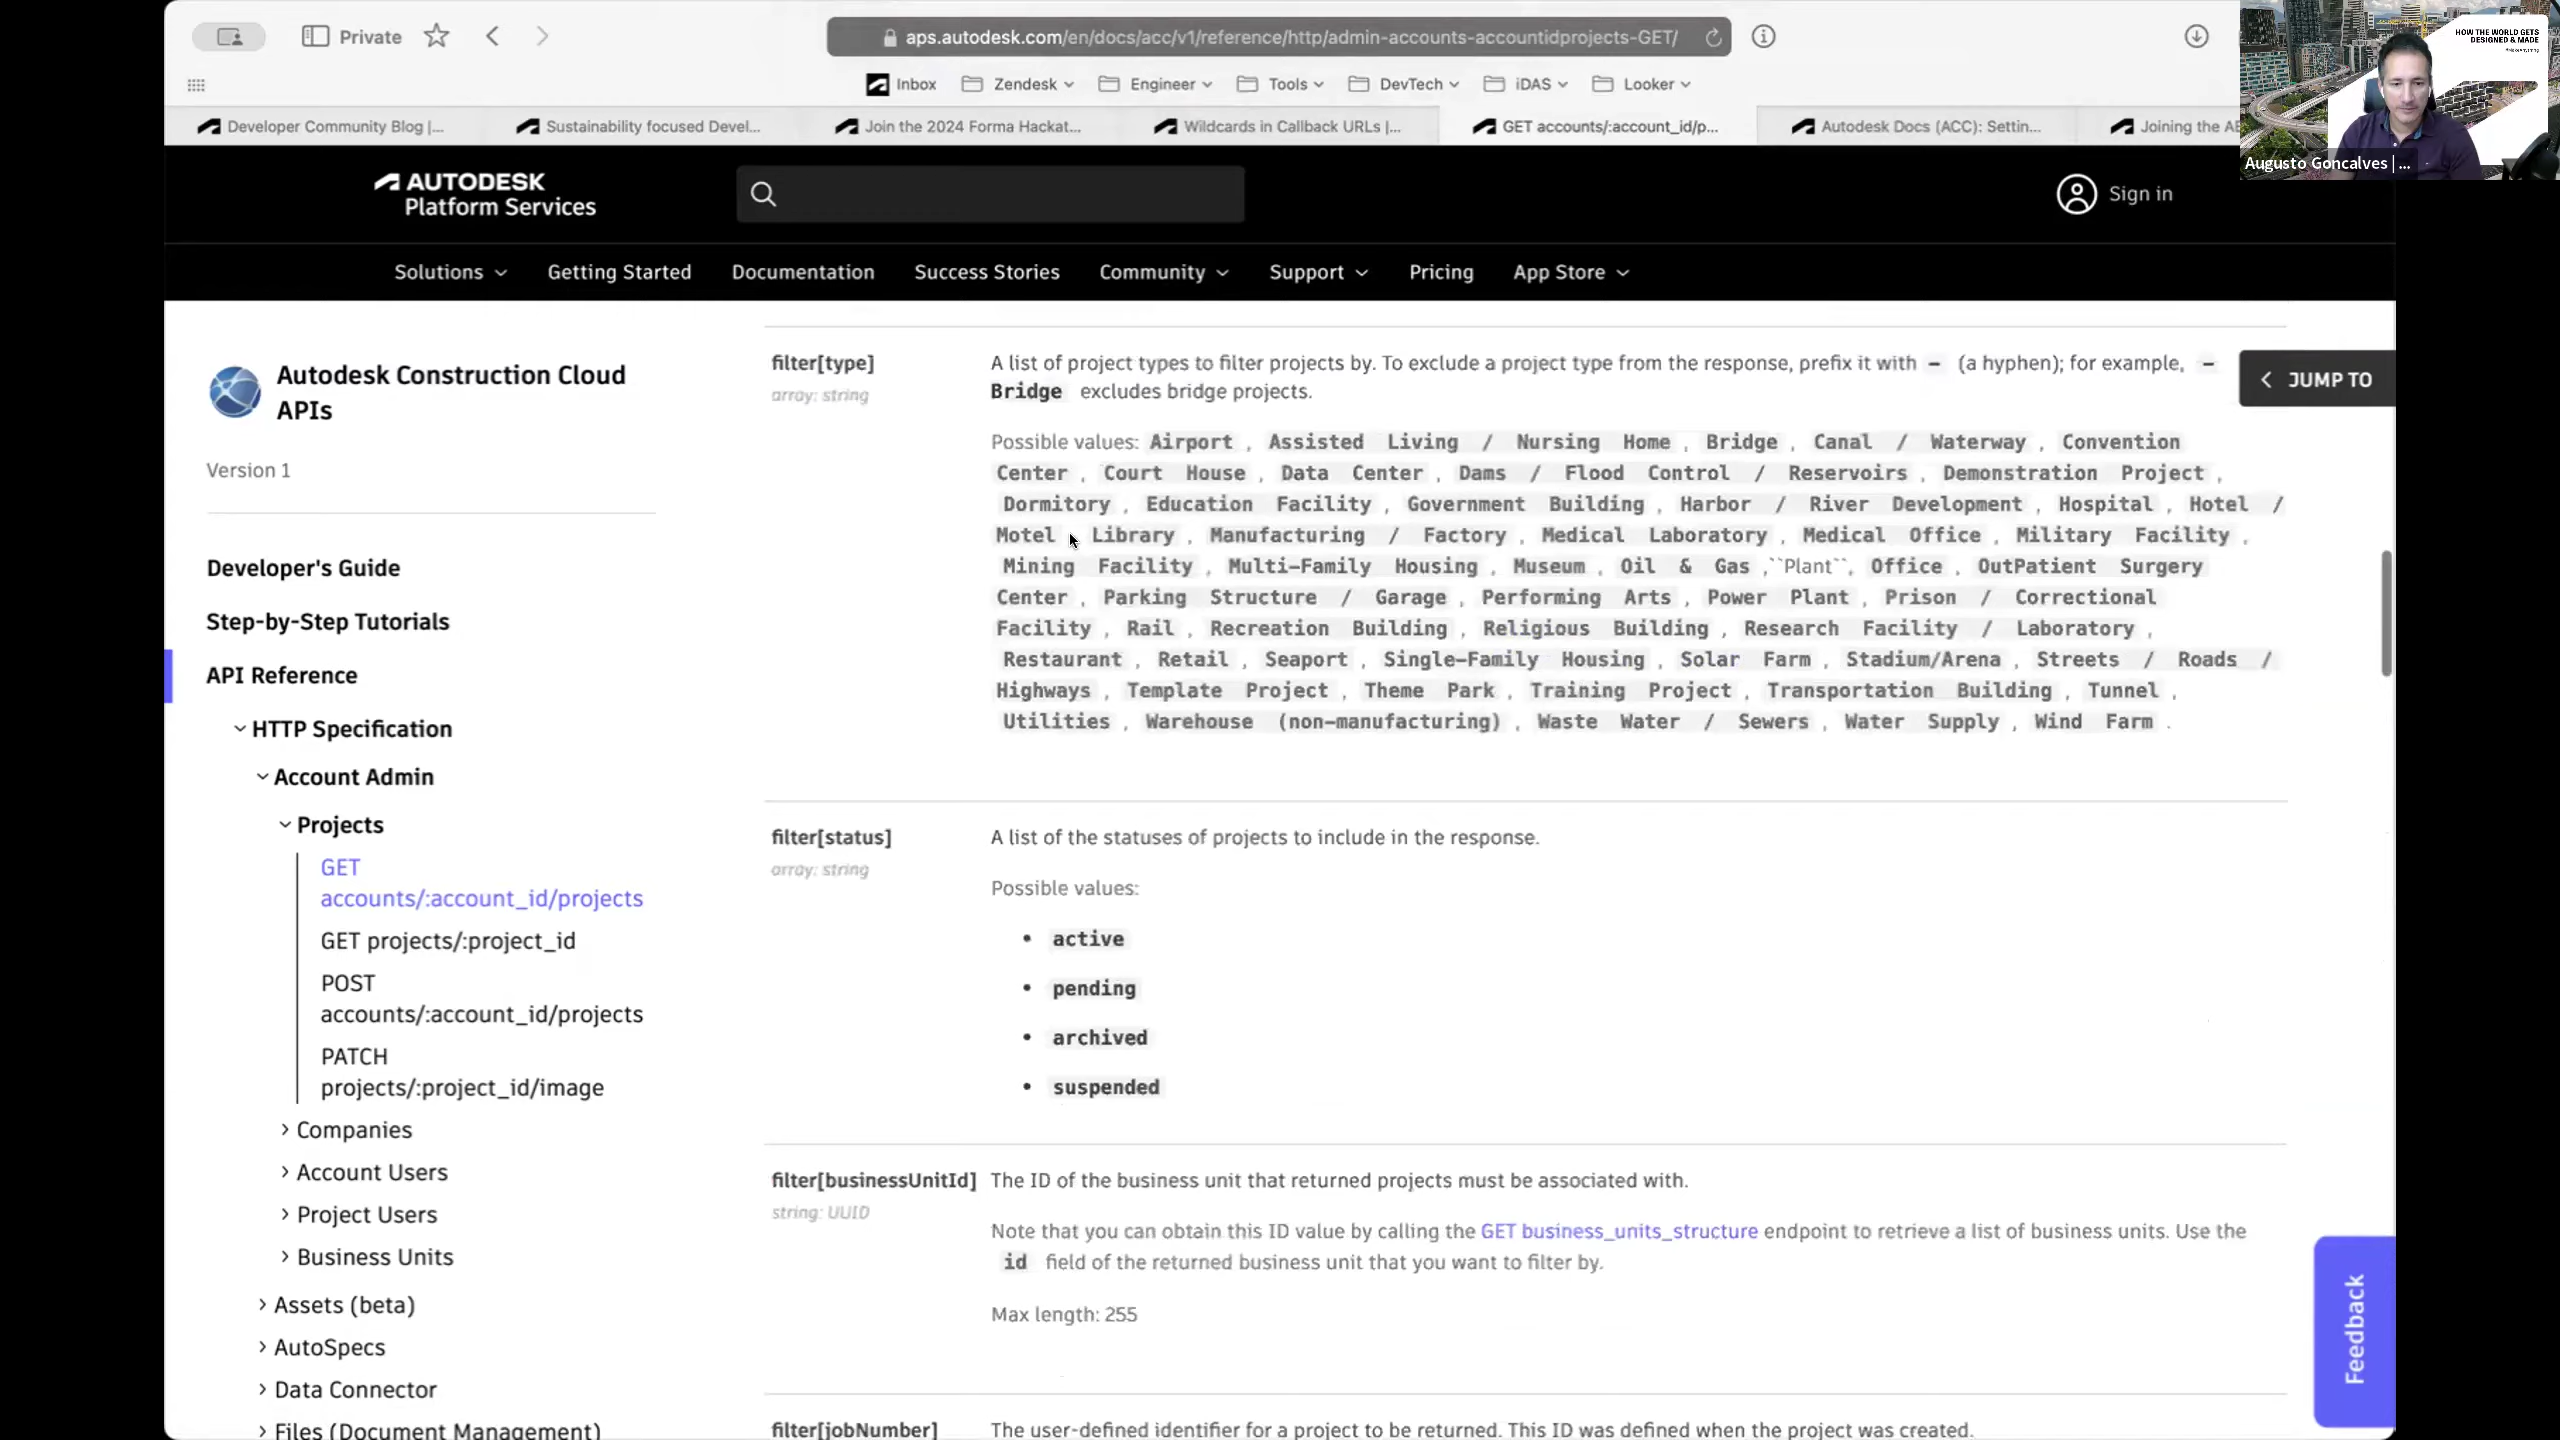 Private
aps.autodesk.com/en/docs/acc/v1/reference/http/admin-accounts-accountidprojects-GET/
Inbox Zendesk Engineer Tools DevTech iDAS Looker
Developer Community Blog |... Sustainability focused Devel... Join the 2024 Forma Hackat... Wildcards in Callback URLs |... GET accounts/:account_id/p... Autodesk Docs (ACC): Settin... Joining the AE
HOW THE WORLD GETS
DESIGNED & MADE
Augusto Goncalves | ...
AUTODESK
Platform Services
Sign in
Solutions Getting Started Documentation Success Stories Community Support Pricing App Store
Autodesk Construction Cloud
APIs
Version 1
Developer's Guide
Step-by-Step Tutorials
API Reference
HTTP Specification
Account Admin
Projects
GET
accounts/:account_id/projects
GET projects/:project_id
POST
accounts/:account_id/projects
PATCH
projects/:project_id/image
Companies
Account Users
Project Users
Business Units
Assets (beta)
AutoSpecs
Data Connector
Files (Document Management)
filter[type]
array: string
A list of project types to filter projects by. To exclude a project type from the response, prefix it with – (a hyphen); for example, –
Bridge excludes bridge projects.
Possible values: Airport , Assisted Living / Nursing Home , Bridge , Canal / Waterway , Convention
Center , Court House , Data Center , Dams / Flood Control / Reservoirs , Demonstration Project ,
Dormitory , Education Facility , Government Building , Harbor / River Development , Hospital , Hotel /
Motel Library , Manufacturing / Factory , Medical Laboratory , Medical Office , Military Facility ,
Mining Facility , Multi-Family Housing , Museum , Oil & Gas ,``Plant``, Office , OutPatient Surgery
Center , Parking Structure / Garage , Performing Arts , Power Plant , Prison / Correctional
Facility , Rail , Recreation Building , Religious Building , Research Facility / Laboratory ,
Restaurant , Retail , Seaport , Single-Family Housing , Solar Farm , Stadium/Arena , Streets / Roads /
Highways , Template Project , Theme Park , Training Project , Transportation Building , Tunnel ,
Utilities , Warehouse (non-manufacturing) , Waste Water / Sewers , Water Supply , Wind Farm .
filter[status]
array: string
A list of the statuses of projects to include in the response.
Possible values:
• active
• pending
• archived
• suspended
filter[businessUnitId]
string: UUID
The ID of the business unit that returned projects must be associated with.
Note that you can obtain this ID value by calling the GET business_units_structure endpoint to retrieve a list of business units. Use the
id field of the returned business unit that you want to filter by.
Max length: 255
filter[jobNumber] The user-defined identifier for a project to be returned. This ID was defined when the project was created.
JUMP TO
Feedback